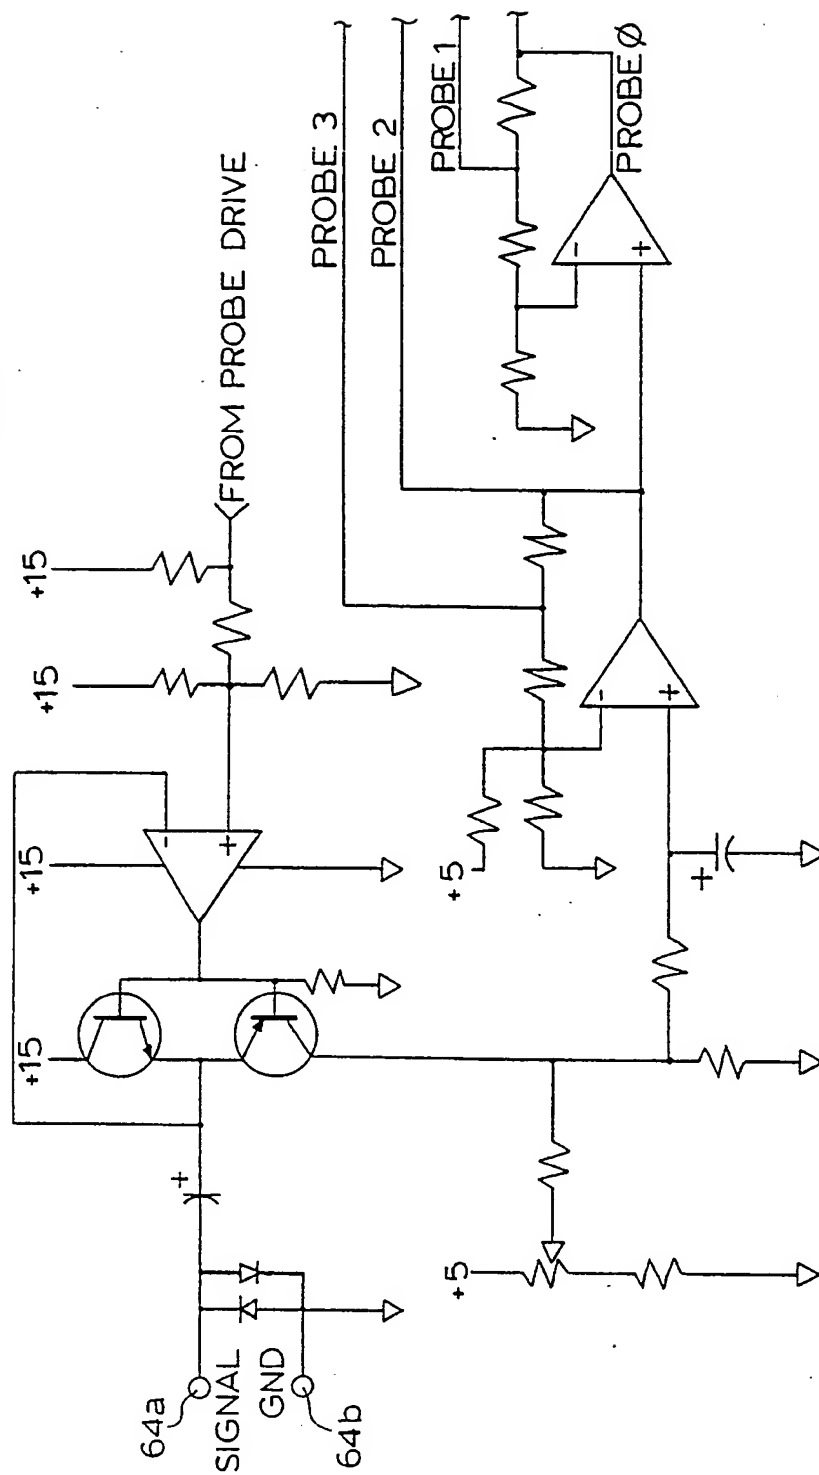 64a
SIGNAL
GND
64b
+15
+15
+15
+15
-
+
+
FROM PROBE DRIVE
+5
+5
+
-
+
PROBE 3
PROBE 2
PROBE 1
-
+
PROBE Ø